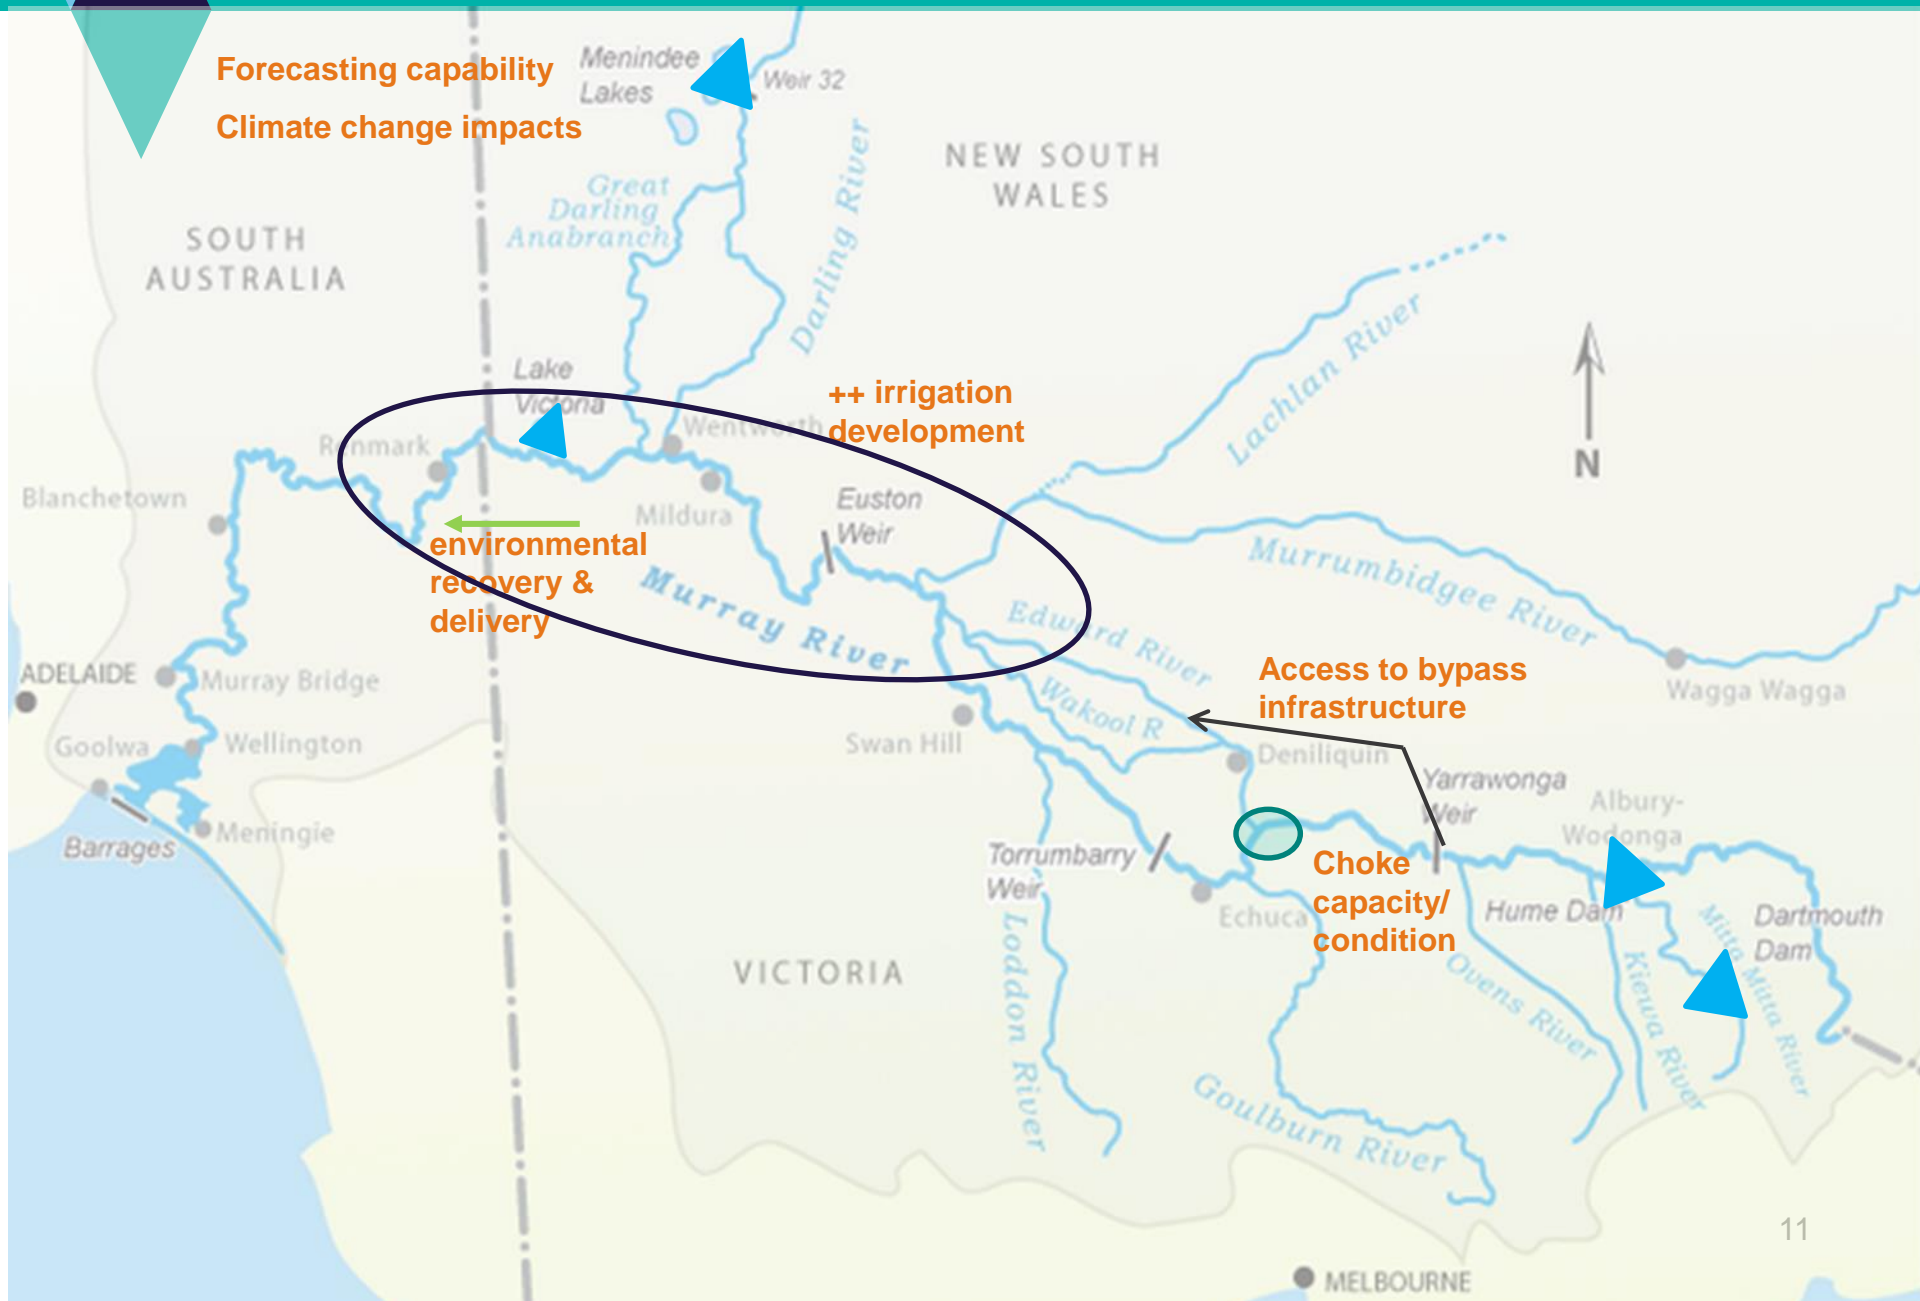 Forecasting capability
Climate change impacts
Menindee
Lakes
Weir 32
NEW SOUTH
WALES
Great
Darling
Anabranch
Darling River
SOUTH
AUSTRALIA
Lachlan River
Lake
Victoria
++ irrigation
development
Wentworth
Renmark
N
Blanchetown
Mildura
Euston
Weir
environmental
recovery &
delivery
Murray River
Murrumbidgee River
Edward River
Wakool R
Access to bypass
infrastructure
ADELAIDE
Murray Bridge
Wagga Wagga
Goolwa
Wellington
Swan Hill
Deniliquin
Yarrawonga
Weir
Albury-
Wodonga
Meningie
Barrages
Torrumbarry
Weir
Choke
capacity/
condition
Echuca
Hume Dam
Dartmouth
Dam
VICTORIA
Loddon River
Ovens River
Kiewa River
Mitta Mitta River
Goulburn River
11
MELBOURNE